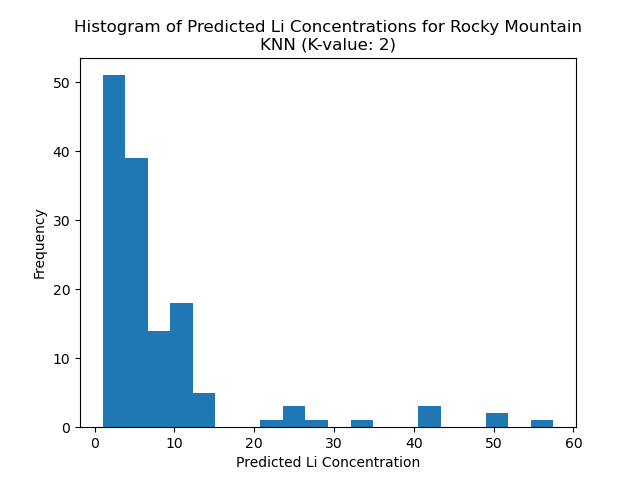 Histogram of Predicted Li Concentrations for Rocky Mountain
KNN (K-value: 2)
50
40
30
20
10
0
Frequency
0 10 20 30 40 50 60
Predicted Li Concentration